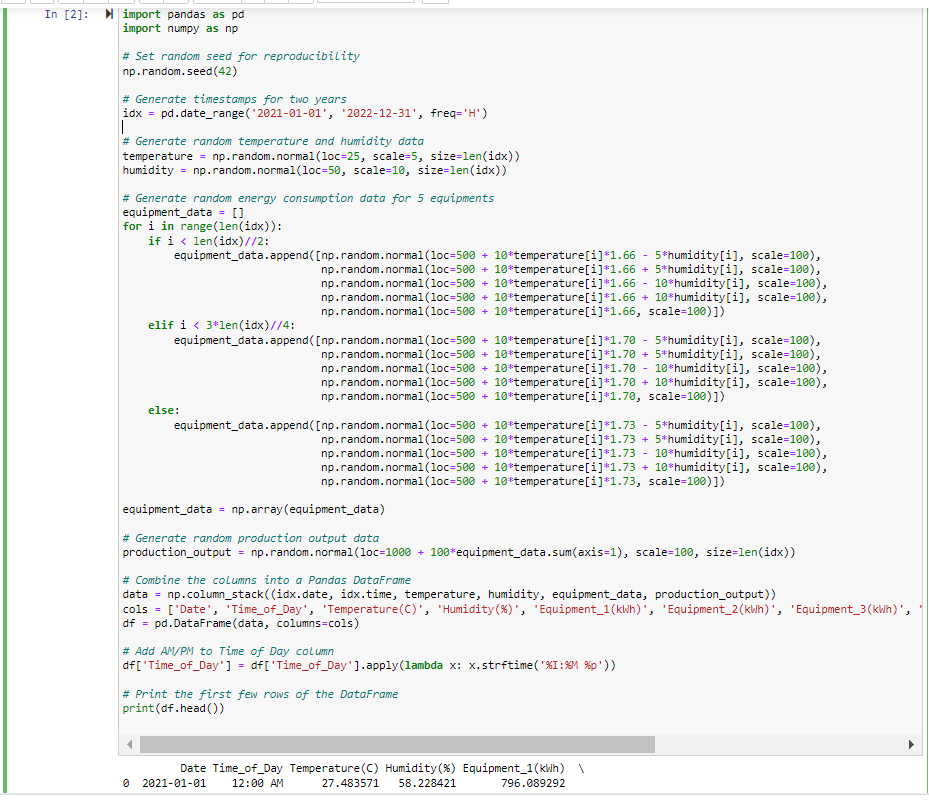 In [2]:
import pandas as pd
import numpy as np
# Set random seed for reproducibility
np.random.seed(42)
# Generate timestamps for two years
idx = pd.date_range('2021-01-01', '2022-12-31', freq='H')
# Generate random temperature and humidity data
temperature = np.random.normal(loc=25, scale=5, size=len(idx))
humidity = np.random.normal(loc=50, scale=10, size=len(idx))
# Generate random energy consumption data for 5 equipments
equipment_data = []
for i in range(len(idx)):
    if i < len(idx)//2:
        equipment_data.append([np.random.normal(loc=500 + 10*temperature[i]*1.66 - 5*humidity[i], scale=100),
                               np.random.normal(loc=500 + 10*temperature[i]*1.66 + 5*humidity[i], scale=100),
                               np.random.normal(loc=500 + 10*temperature[i]*1.66 - 10*humidity[i], scale=100),
                               np.random.normal(loc=500 + 10*temperature[i]*1.66 + 10*humidity[i], scale=100),
                               np.random.normal(loc=500 + 10*temperature[i]*1.66, scale=100)])
    elif i < 3*len(idx)//4:
        equipment_data.append([np.random.normal(loc=500 + 10*temperature[i]*1.70 - 5*humidity[i], scale=100),
                               np.random.normal(loc=500 + 10*temperature[i]*1.70 + 5*humidity[i], scale=100),
                               np.random.normal(loc=500 + 10*temperature[i]*1.70 - 10*humidity[i], scale=100),
                               np.random.normal(loc=500 + 10*temperature[i]*1.70 + 10*humidity[i], scale=100),
                               np.random.normal(loc=500 + 10*temperature[i]*1.70, scale=100)])
    else:
        equipment_data.append([np.random.normal(loc=500 + 10*temperature[i]*1.73 - 5*humidity[i], scale=100),
                               np.random.normal(loc=500 + 10*temperature[i]*1.73 + 5*humidity[i], scale=100),
                               np.random.normal(loc=500 + 10*temperature[i]*1.73 - 10*humidity[i], scale=100),
                               np.random.normal(loc=500 + 10*temperature[i]*1.73 + 10*humidity[i], scale=100),
                               np.random.normal(loc=500 + 10*temperature[i]*1.73, scale=100)])
equipment_data = np.array(equipment_data)
# Generate random production output data
production_output = np.random.normal(loc=1000 + 100*equipment_data.sum(axis=1), scale=100, size=len(idx))
# Combine the columns into a Pandas DataFrame
data = np.column_stack((idx.date, idx.time, temperature, humidity, equipment_data, production_output))
cols = ['Date', 'Time_of_Day', 'Temperature(C)', 'Humidity(%)', 'Equipment_1(kWh)', 'Equipment_2(kWh)', 'Equipment_3(kWh)', '
df = pd.DataFrame(data, columns=cols)
# Add AM/PM to Time of Day column
df['Time_of_Day'] = df['Time_of_Day'].apply(lambda x: x.strftime('%I:%M %p'))
# Print the first few rows of the DataFrame
print(df.head())
Date Time_of_Day Temperature(C) Humidity(%) Equipment_1(kWh) \
0 2021-01-01 12:00 AM 27.483571 58.228421 796.089292